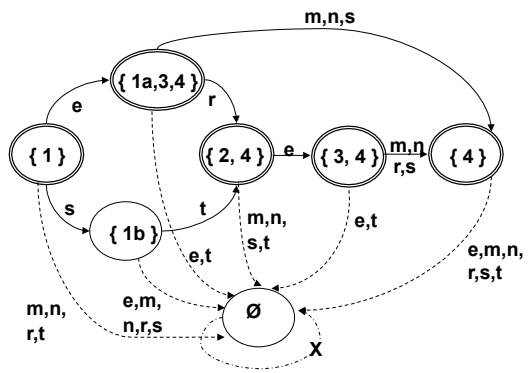 m,n,s
{ 1a,3,4 }
e
r
{ 1 }
{ 2, 4 }
e
{ 3, 4 }
m,n
r,s
{ 4 }
s
{ 1b }
t
m,n,
s,t
e,t
e,t
e,m,n,
r,s,t
m,n,
r,t
e,m,
n,r,s
Ø
X